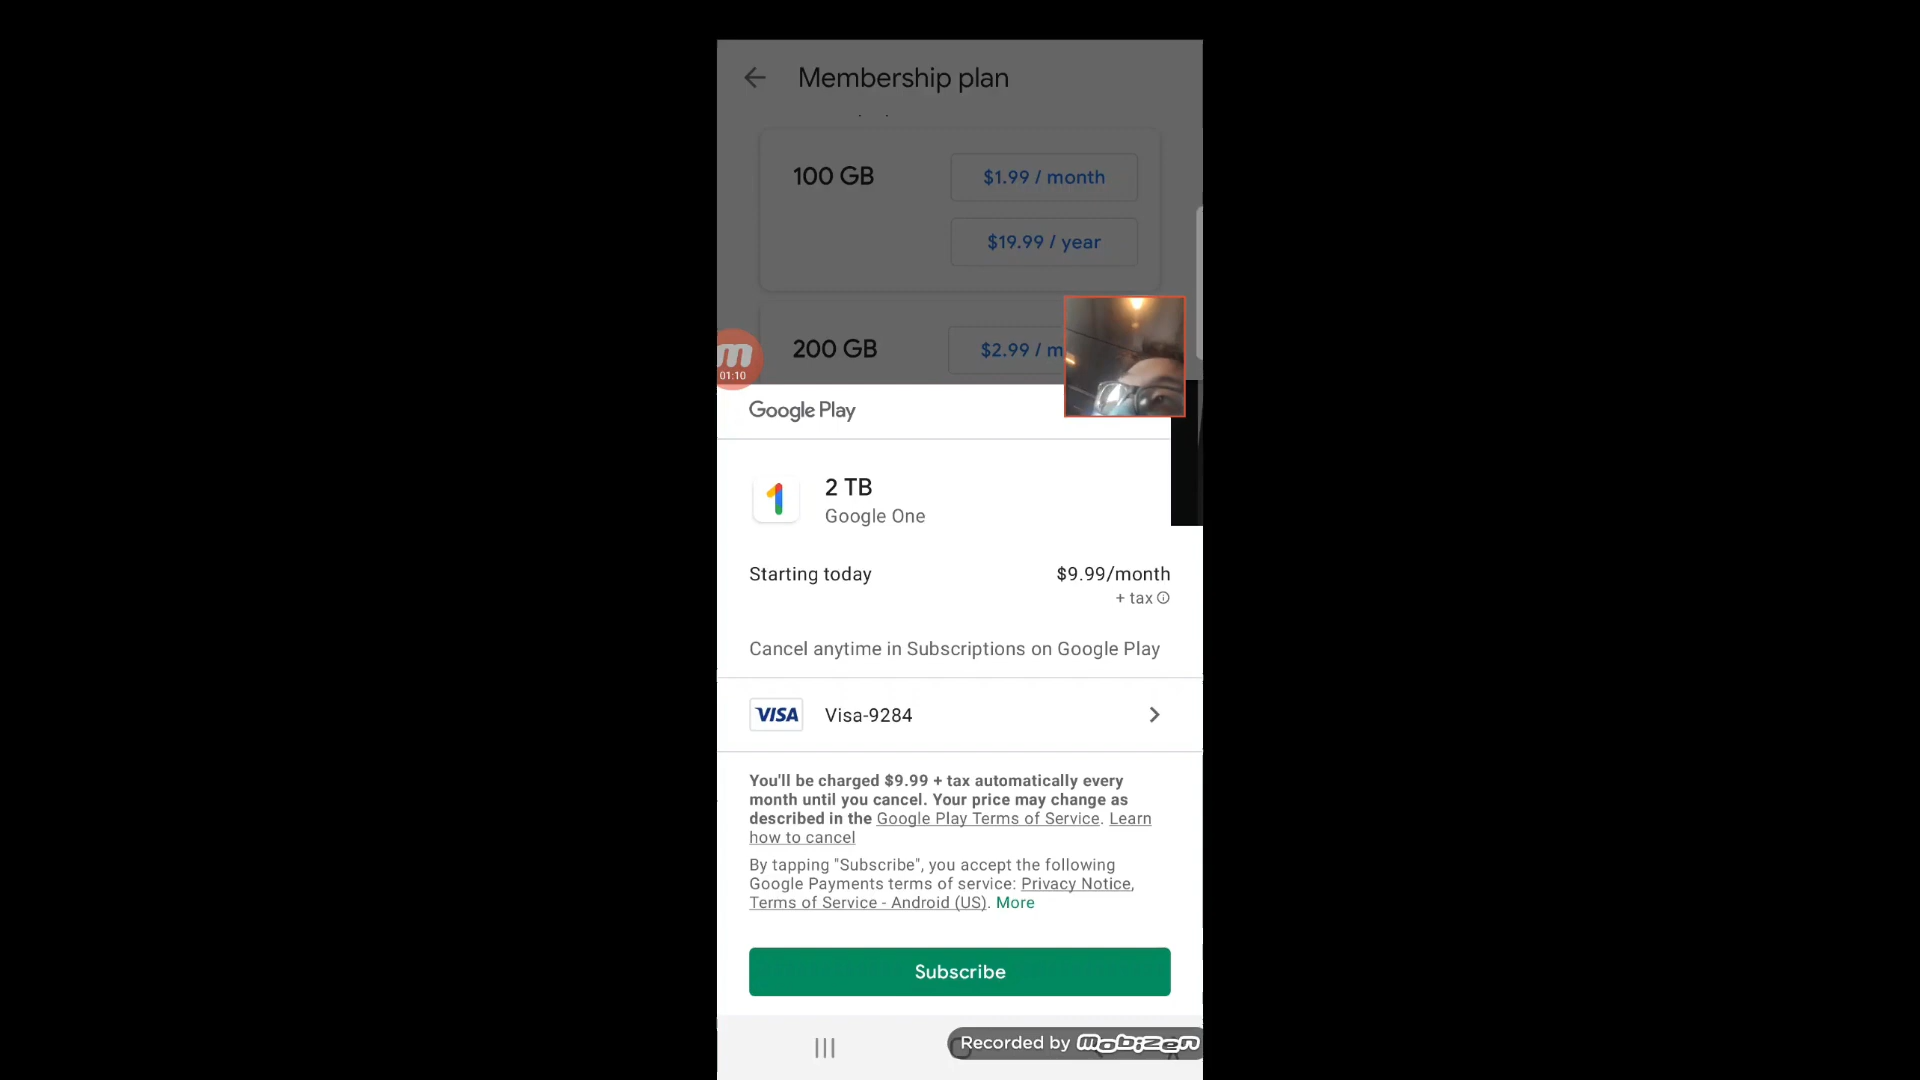 Membership plan
100 GB
$1.99 / month
$19.99 / year
200 GB
$2.99 / m
m
01:10
Google Play
1
2 TB
Google One
Starting today
$9.99/month
+ tax
Cancel anytime in Subscriptions on Google Play
VISA
Visa-9284
You'll be charged $9.99 + tax automatically every
month until you cancel. Your price may change as
described in the Google Play Terms of Service. Learn
how to cancel
By tapping "Subscribe", you accept the following
Google Payments terms of service: Privacy Notice,
Terms of Service - Android (US). More
Subscribe
Recorded by mobizen